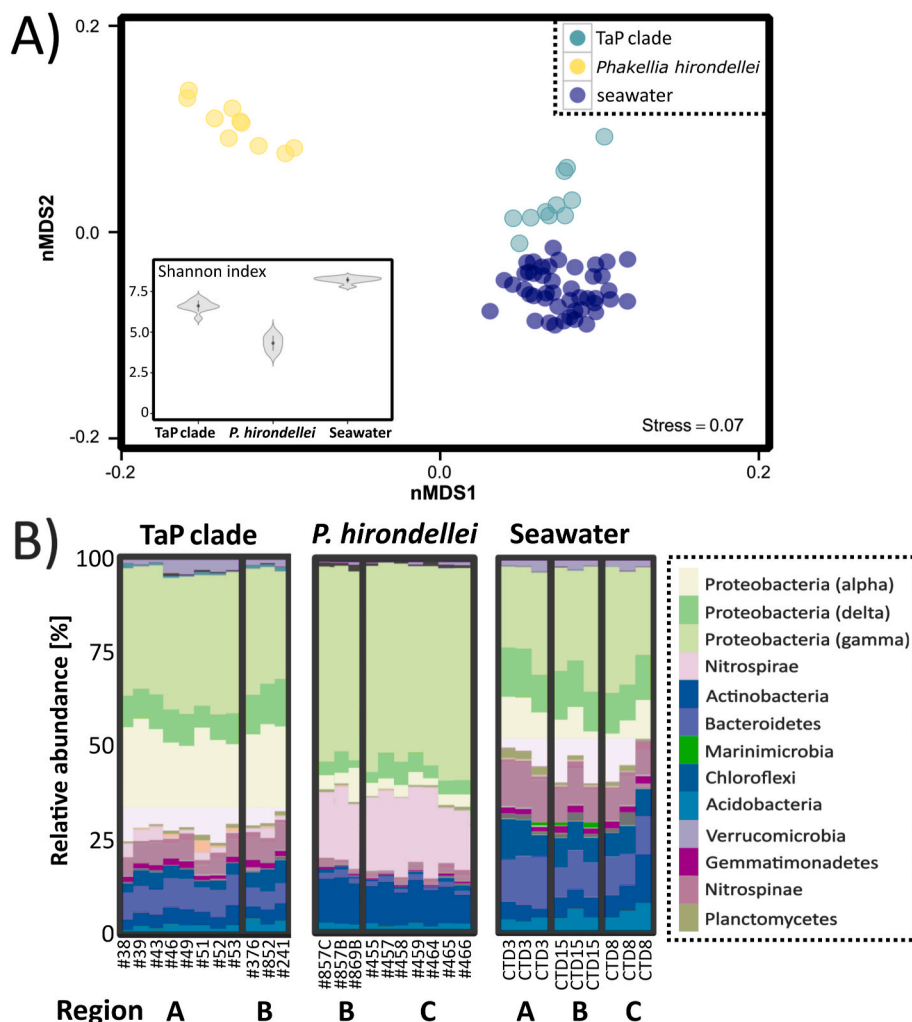 A)
0.2
0.0
-0.2
nMDS2
TaP clade
Phakellia hirondellei
seawater
Shannon index
7.5
5.0
2.5
0
TaP clade P. hirondellei Seawater
Stress = 0.07
-0.2 0.0 0.2
nMDS1
B)
TaP clade P. hirondellei Seawater
100
75
50
25
0
Relative abundance [%]
Proteobacteria (alpha)
Proteobacteria (delta)
Proteobacteria (gamma)
Nitrospirae
Actinobacteria
Bacteroidetes
Marinimicrobia
Chloroflexi
Acidobacteria
Verrucomicrobia
Gemmatimonadetes
Nitrospinae
Planctomycetes
#38 #39 #43 #46 #49 #51 #52 #53 #376 #852 #241 #857C #857B #869B #455 #457 #458 #459 #464 #465 #466 CTD3 CTD3 CTD3 CTD15 CTD15 CTD15 CTD8 CTD8 CTD8
Region A B B C A B C